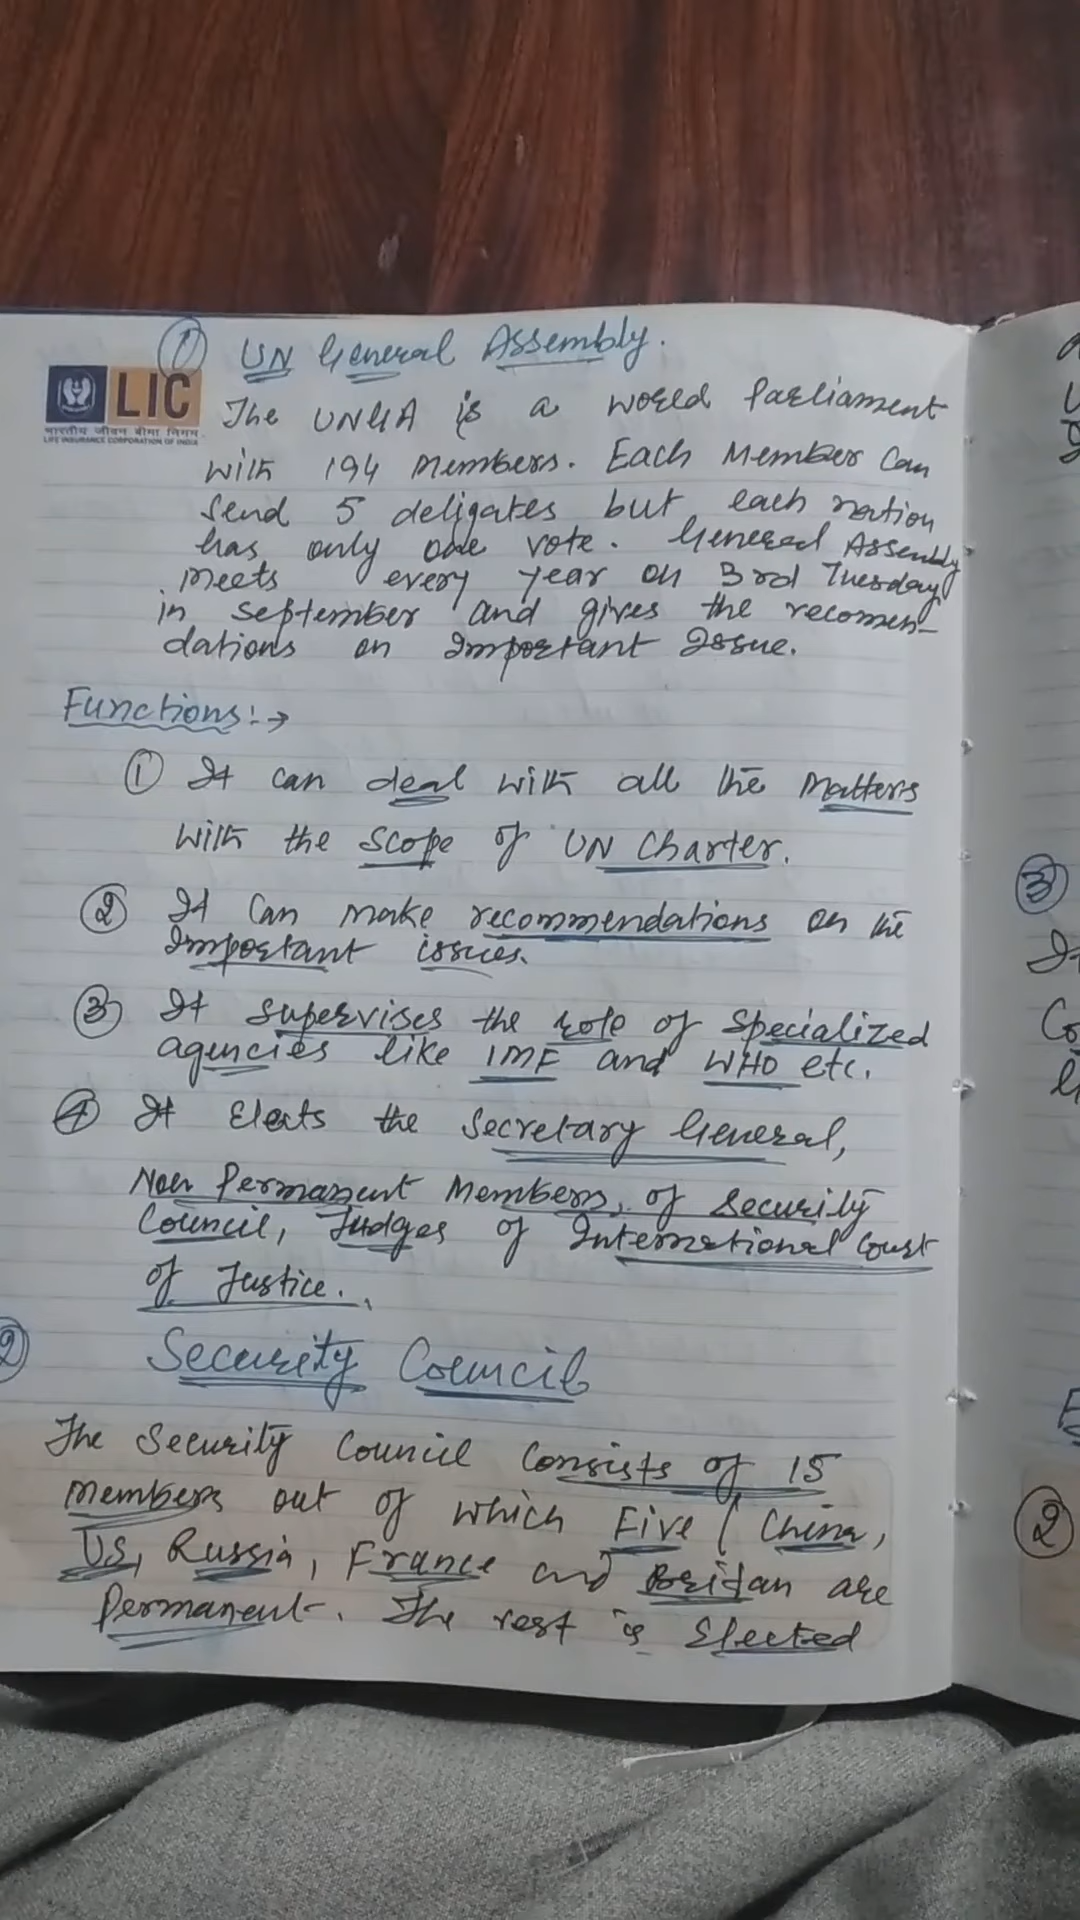 ① UN General Assembly.
LIC
भारतीय जीवन बीमा निगम
LIFE INSURANCE CORPORATION OF INDIA
The UNGA is a world Parliament
with 194 members. Each Member Can
Send 5 deligates but each nation
has only one vote. General Assembly
meets every year on 3rd Tuesday
in september and gives the recomen-
dations on Important Issue.
Functions:→
① It can deal with all the Matters
with the scope of UN Charter.
② It Can make recommendations on the
Important issues.
③ It supervises the role of Specialized
agencies like IMF and WHO etc.
④ It Elects the Secretary General,
Non Permanent Members, of Security
Council, Judges of International Court
of Justice.
② Security Council
The Security Council Consists of 15
members out of which Five ( China,
US, Russia, France and Britan are
Permanent. The rest is Elected
③
②